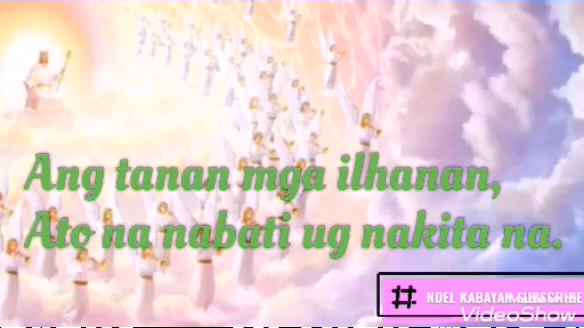 Ang tanan mga ilhanan,
Ato na nabati ug nakita na.
# NOEL KABAYAN SUBSCRIBE
VideoShow